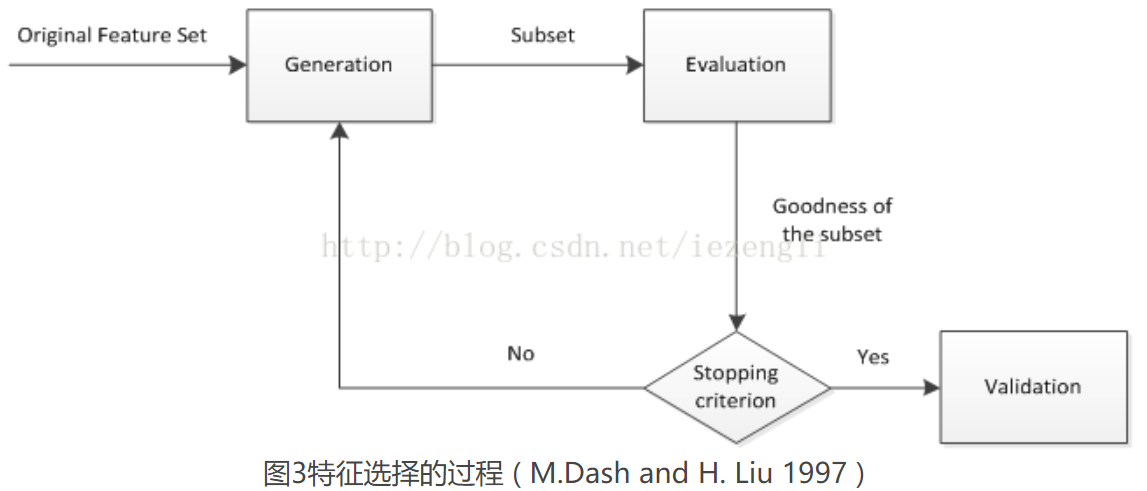 Original Feature Set
Generation
Subset
Evaluation
Goodness of
the subset
No
Stopping
criterion
Yes
Validation
图3特征选择的过程（M.Dash and H. Liu 1997）